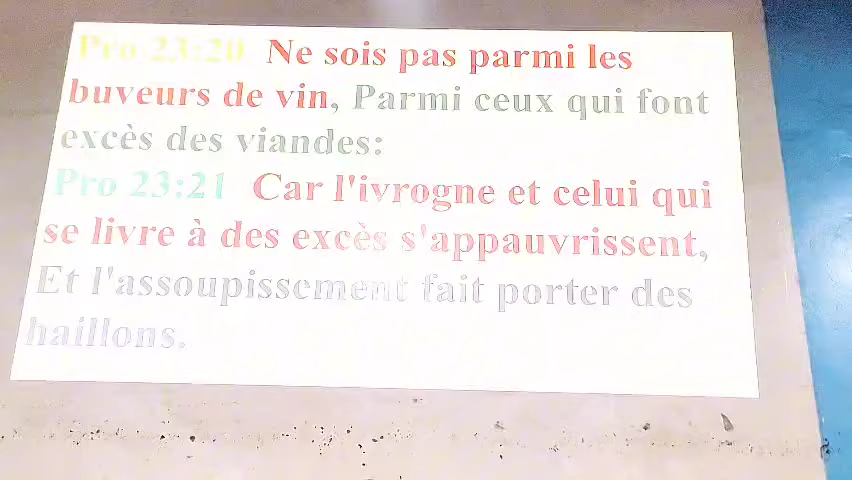 Pro 23:20 Ne sois pas parmi les
buveurs de vin, Parmi ceux qui font
excès des viandes:
Pro 23:21 Car l'ivrogne et celui qui
se livre à des excès s'appauvrissent,
Et l'assoupissement fait porter des
haillons.